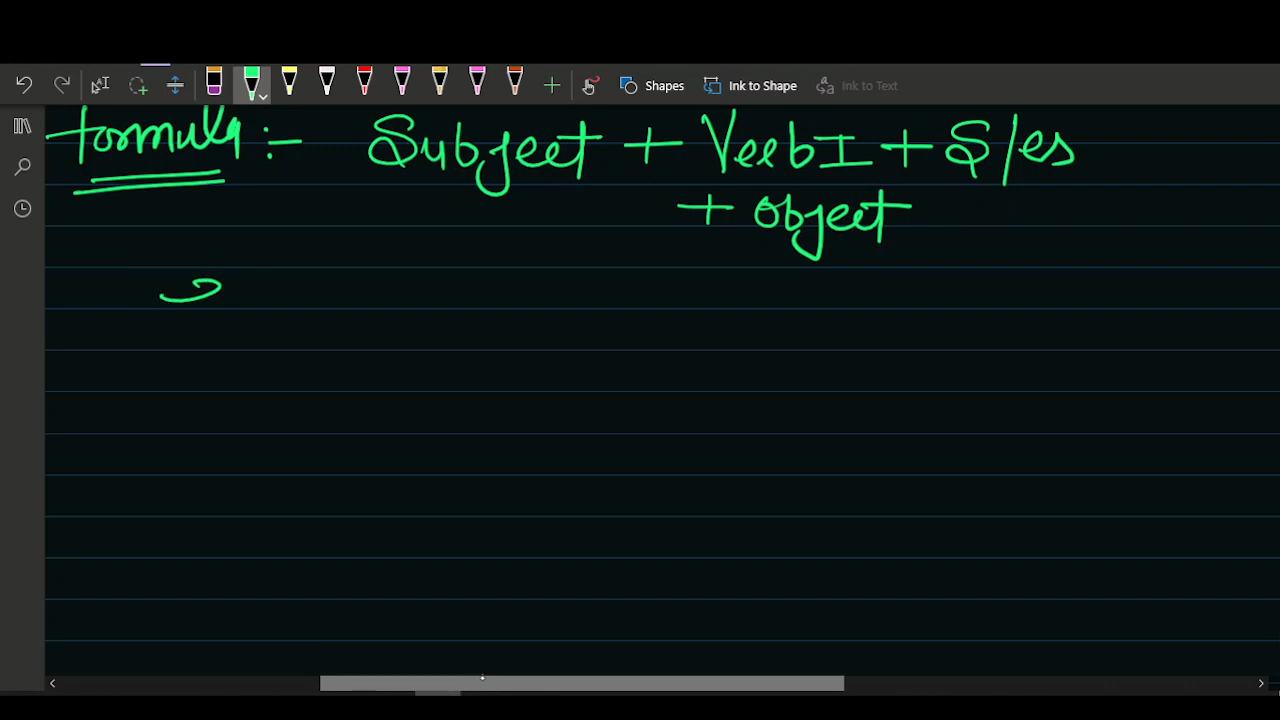 Shapes Ink to Shape Ink to Text
Formula :- Subject + Verb I + S/es
+ Object